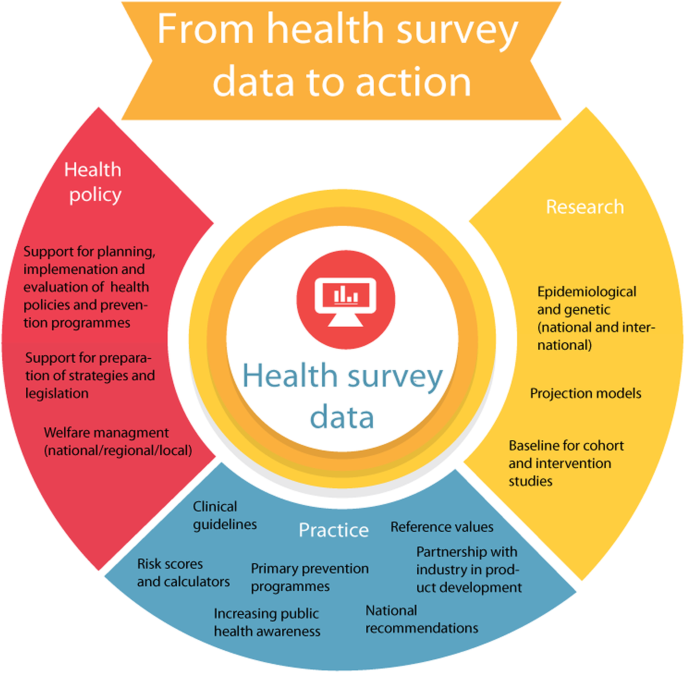 From health survey
data to action
Health
policy
Support for planning,
implemenation and
evaluation of health
policies and preven-
tion programmes
Support for prepara-
tion of strategies and
legislation
Welfare managment
(national/regional/local)
Health survey
data
Research
Epidemiological
and genetic
(national and inter-
national)
Projection models
Baseline for cohort
and intervention
studies
Practice
Clinical
guidelines
Reference values
Risk scores
and calculators
Primary prevention
programmes
Partnership with
industry in prod-
uct development
Increasing public
health awareness
National
recommendations